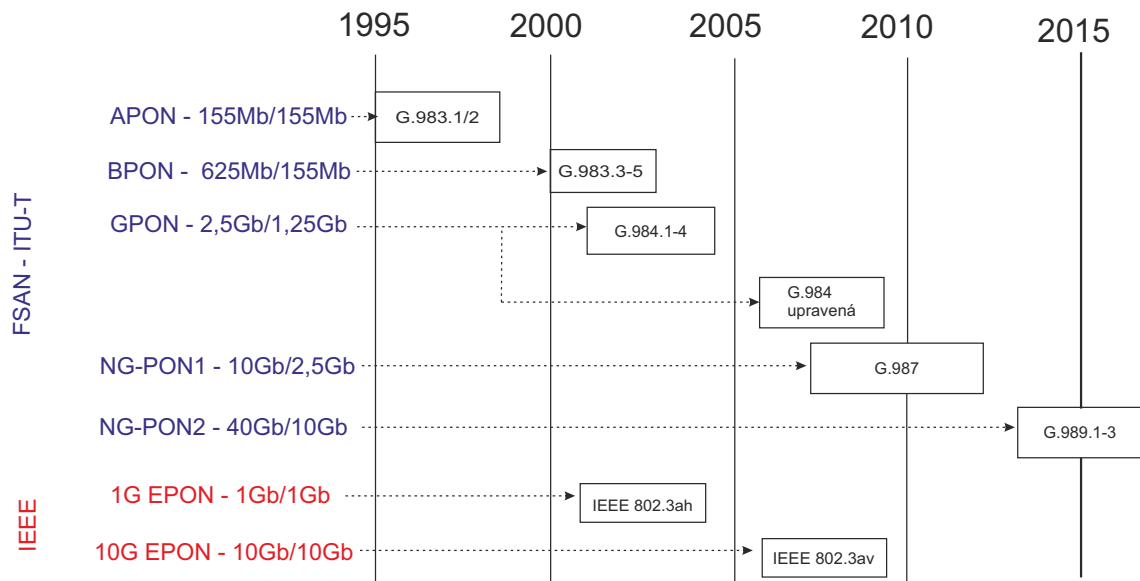 1995 2000 2005 2010 2015
APON - 155Mb/155Mb G.983.1/2
BPON - 625Mb/155Mb G.983.3-5
GPON - 2,5Gb/1,25Gb G.984.1-4
G.984
upravená
NG-PON1 - 10Gb/2,5Gb G.987
NG-PON2 - 40Gb/10Gb G.989.1-3
FSAN - ITU-T
1G EPON - 1Gb/1Gb IEEE 802.3ah
10G EPON - 10Gb/10Gb IEEE 802.3av
IEEE